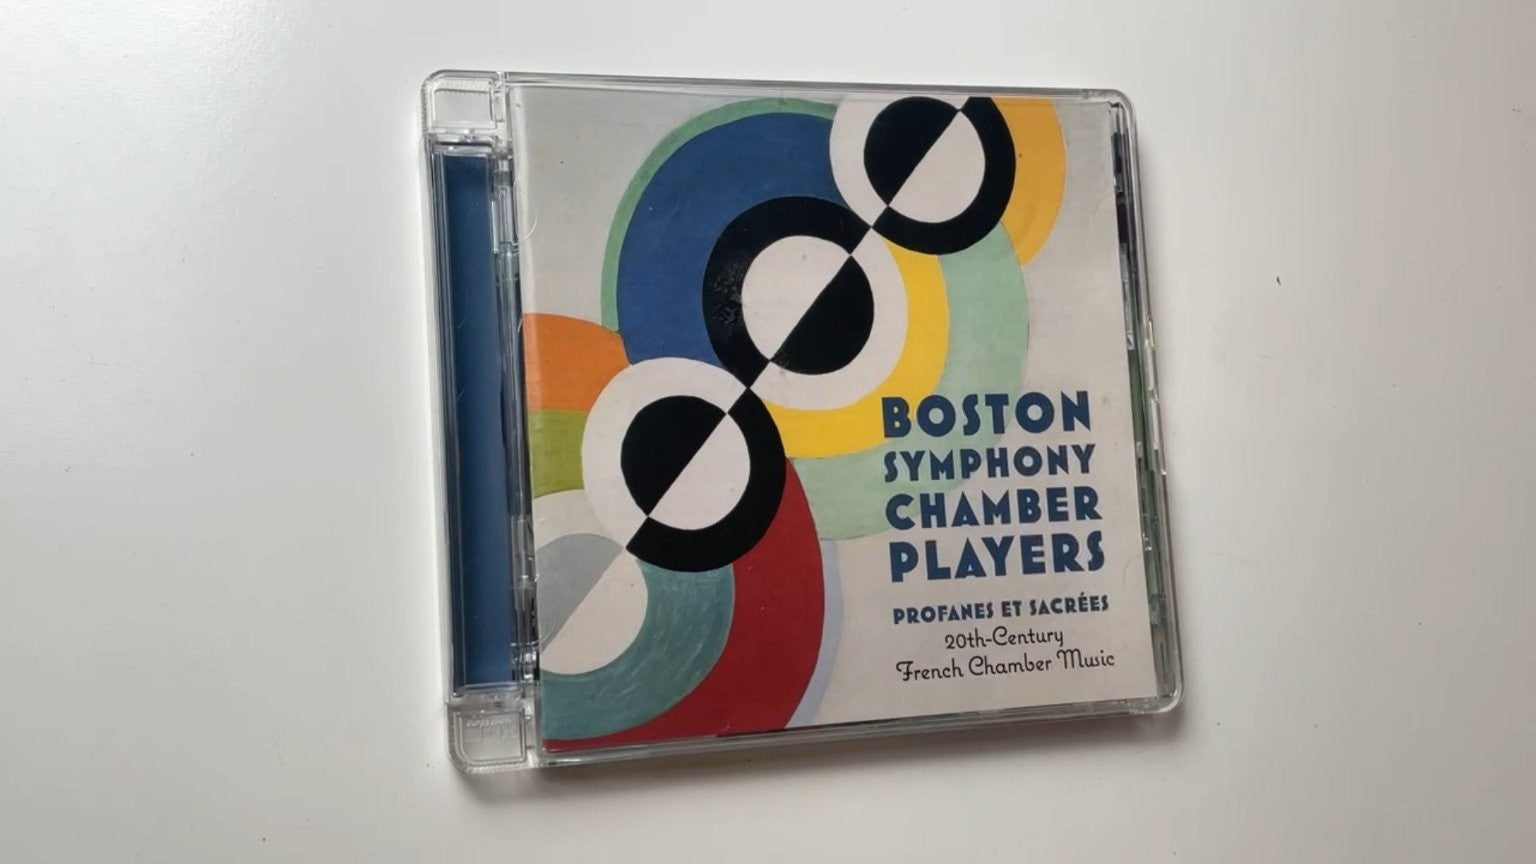 BOSTON
SYMPHONY
CHAMBER
PLAYERS
PROFANES ET SACRÉES
20th-Century
French Chamber Music